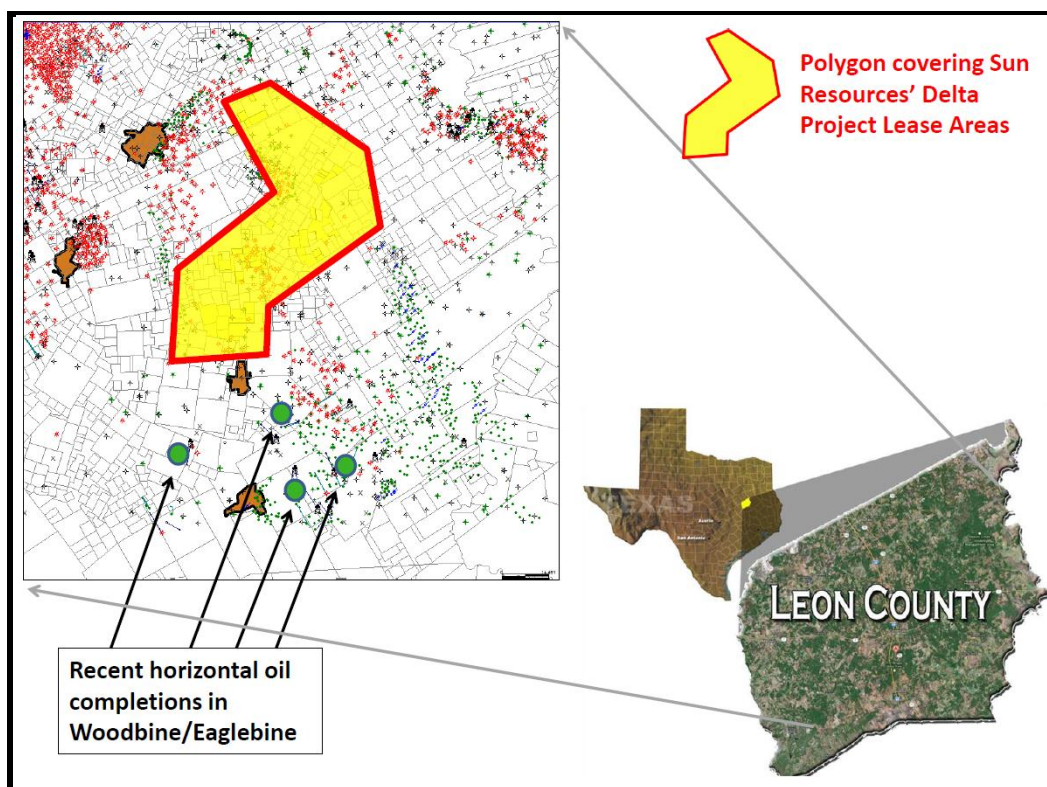 Polygon covering Sun
Resources’ Delta
Project Lease Areas
TEXAS
Austin
San Antonio
LEON COUNTY
Recent horizontal oil
completions in
Woodbine/Eaglebine